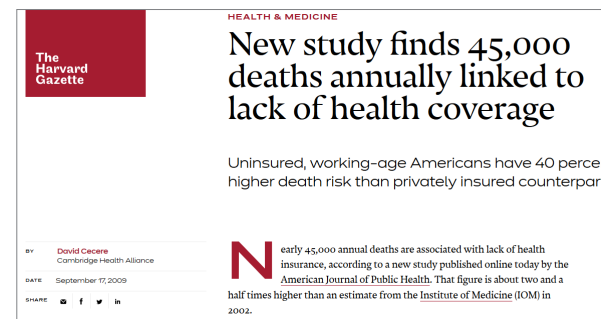 HEALTH & MEDICINE
The
Harvard
Gazette
New study finds 45,000
deaths annually linked to
lack of health coverage
Uninsured, working-age Americans have 40 perce
higher death risk than privately insured counterpar
BY David Cecere
Cambridge Health Alliance
DATE September 17, 2009
SHARE
Nearly 45,000 annual deaths are associated with lack of health
insurance, according to a new study published online today by the
American Journal of Public Health. That figure is about two and a
half times higher than an estimate from the Institute of Medicine (IOM) in
2002.